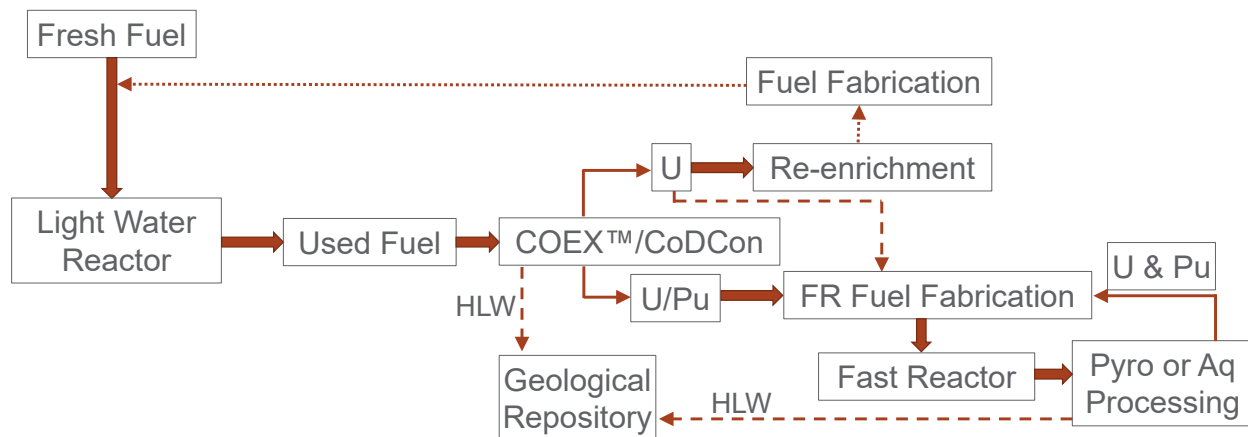 Fresh Fuel
Fuel Fabrication
U
Re-enrichment
Light Water
Reactor
Used Fuel
COEX™/CoDCon
U & Pu
HLW
U/Pu
FR Fuel Fabrication
Geological
Repository
Fast Reactor
Pyro or Aq
Processing
HLW